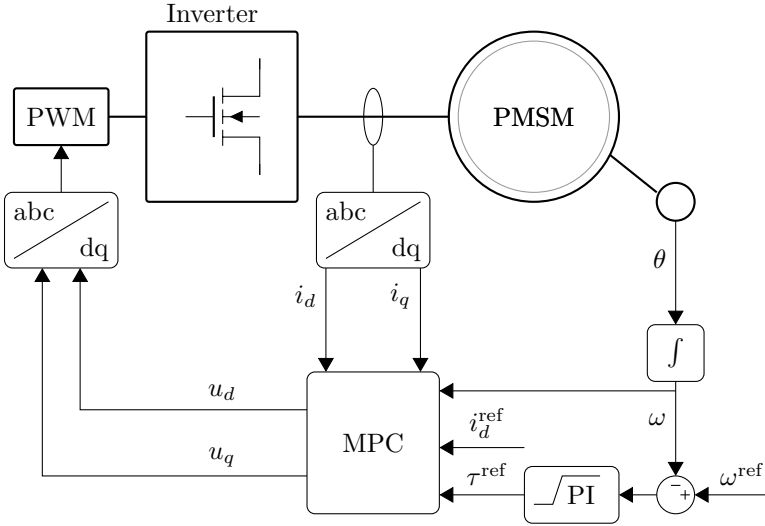 Inverter
PWM
PMSM
abc
dq
abc
dq
θ
i_d
i_q
∫
u_d
MPC
i_d^ref
ω
u_q
τ^ref
PI
−
+
ω^ref